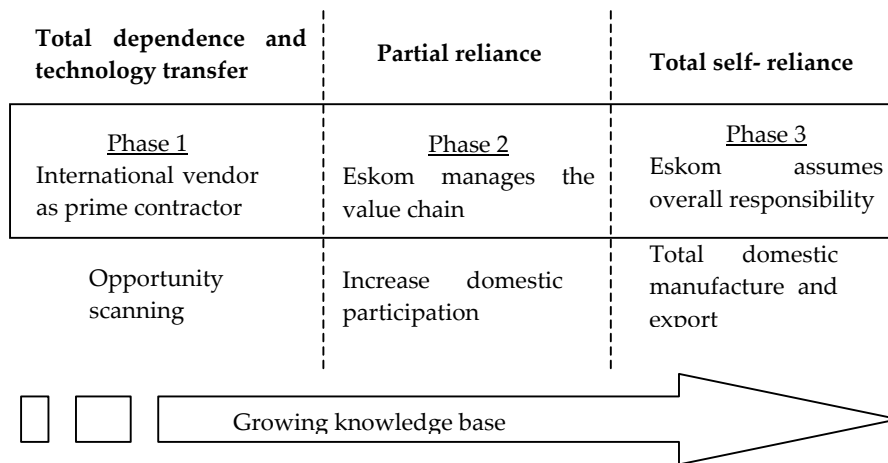 Total dependence and
technology transfer
Partial reliance
Total self- reliance
Phase 1
International vendor
as prime contractor
Phase 2
Eskom manages the
value chain
Phase 3
Eskom assumes
overall responsibility
Opportunity
scanning
Increase domestic
participation
Total domestic
manufacture and
export
Growing knowledge base